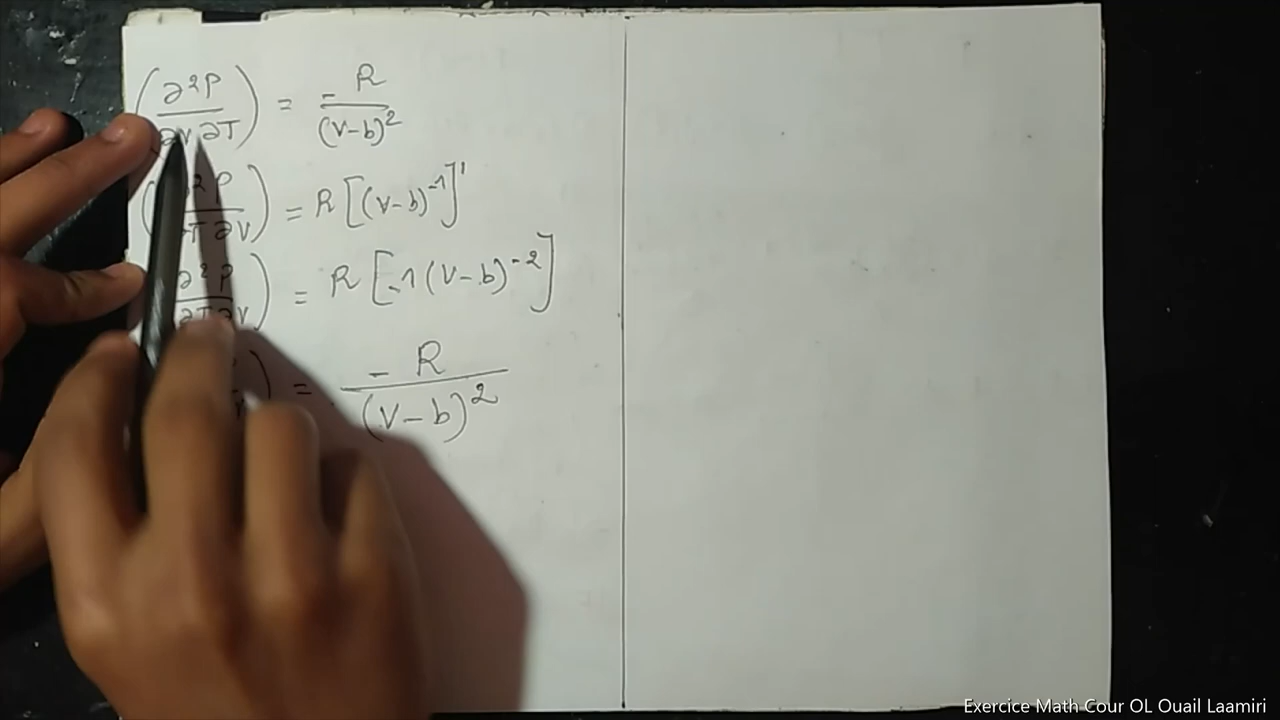 (∂²P / ∂V ∂T) = -R / (V-b)²
∂²P / ∂T ∂V) = R [(V-b)⁻¹]'
∂²P / ∂T ∂V) = R [-1 (V-b)⁻²]
) = -R / (V-b)²
Exercice Math Cour OL Ouail Laamiri